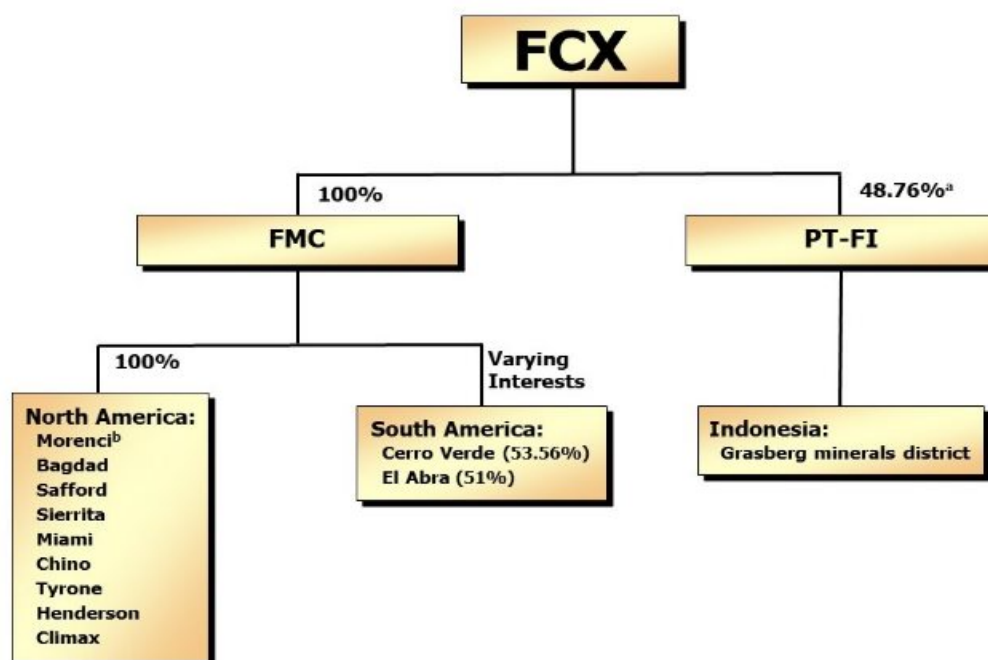 FCX
100%
48.76%ᵃ
FMC
PT-FI
100%
Varying
Interests
North America:
Morenciᵇ
Bagdad
Safford
Sierrita
Miami
Chino
Tyrone
Henderson
Climax
South America:
Cerro Verde (53.56%)
El Abra (51%)
Indonesia:
Grasberg minerals district